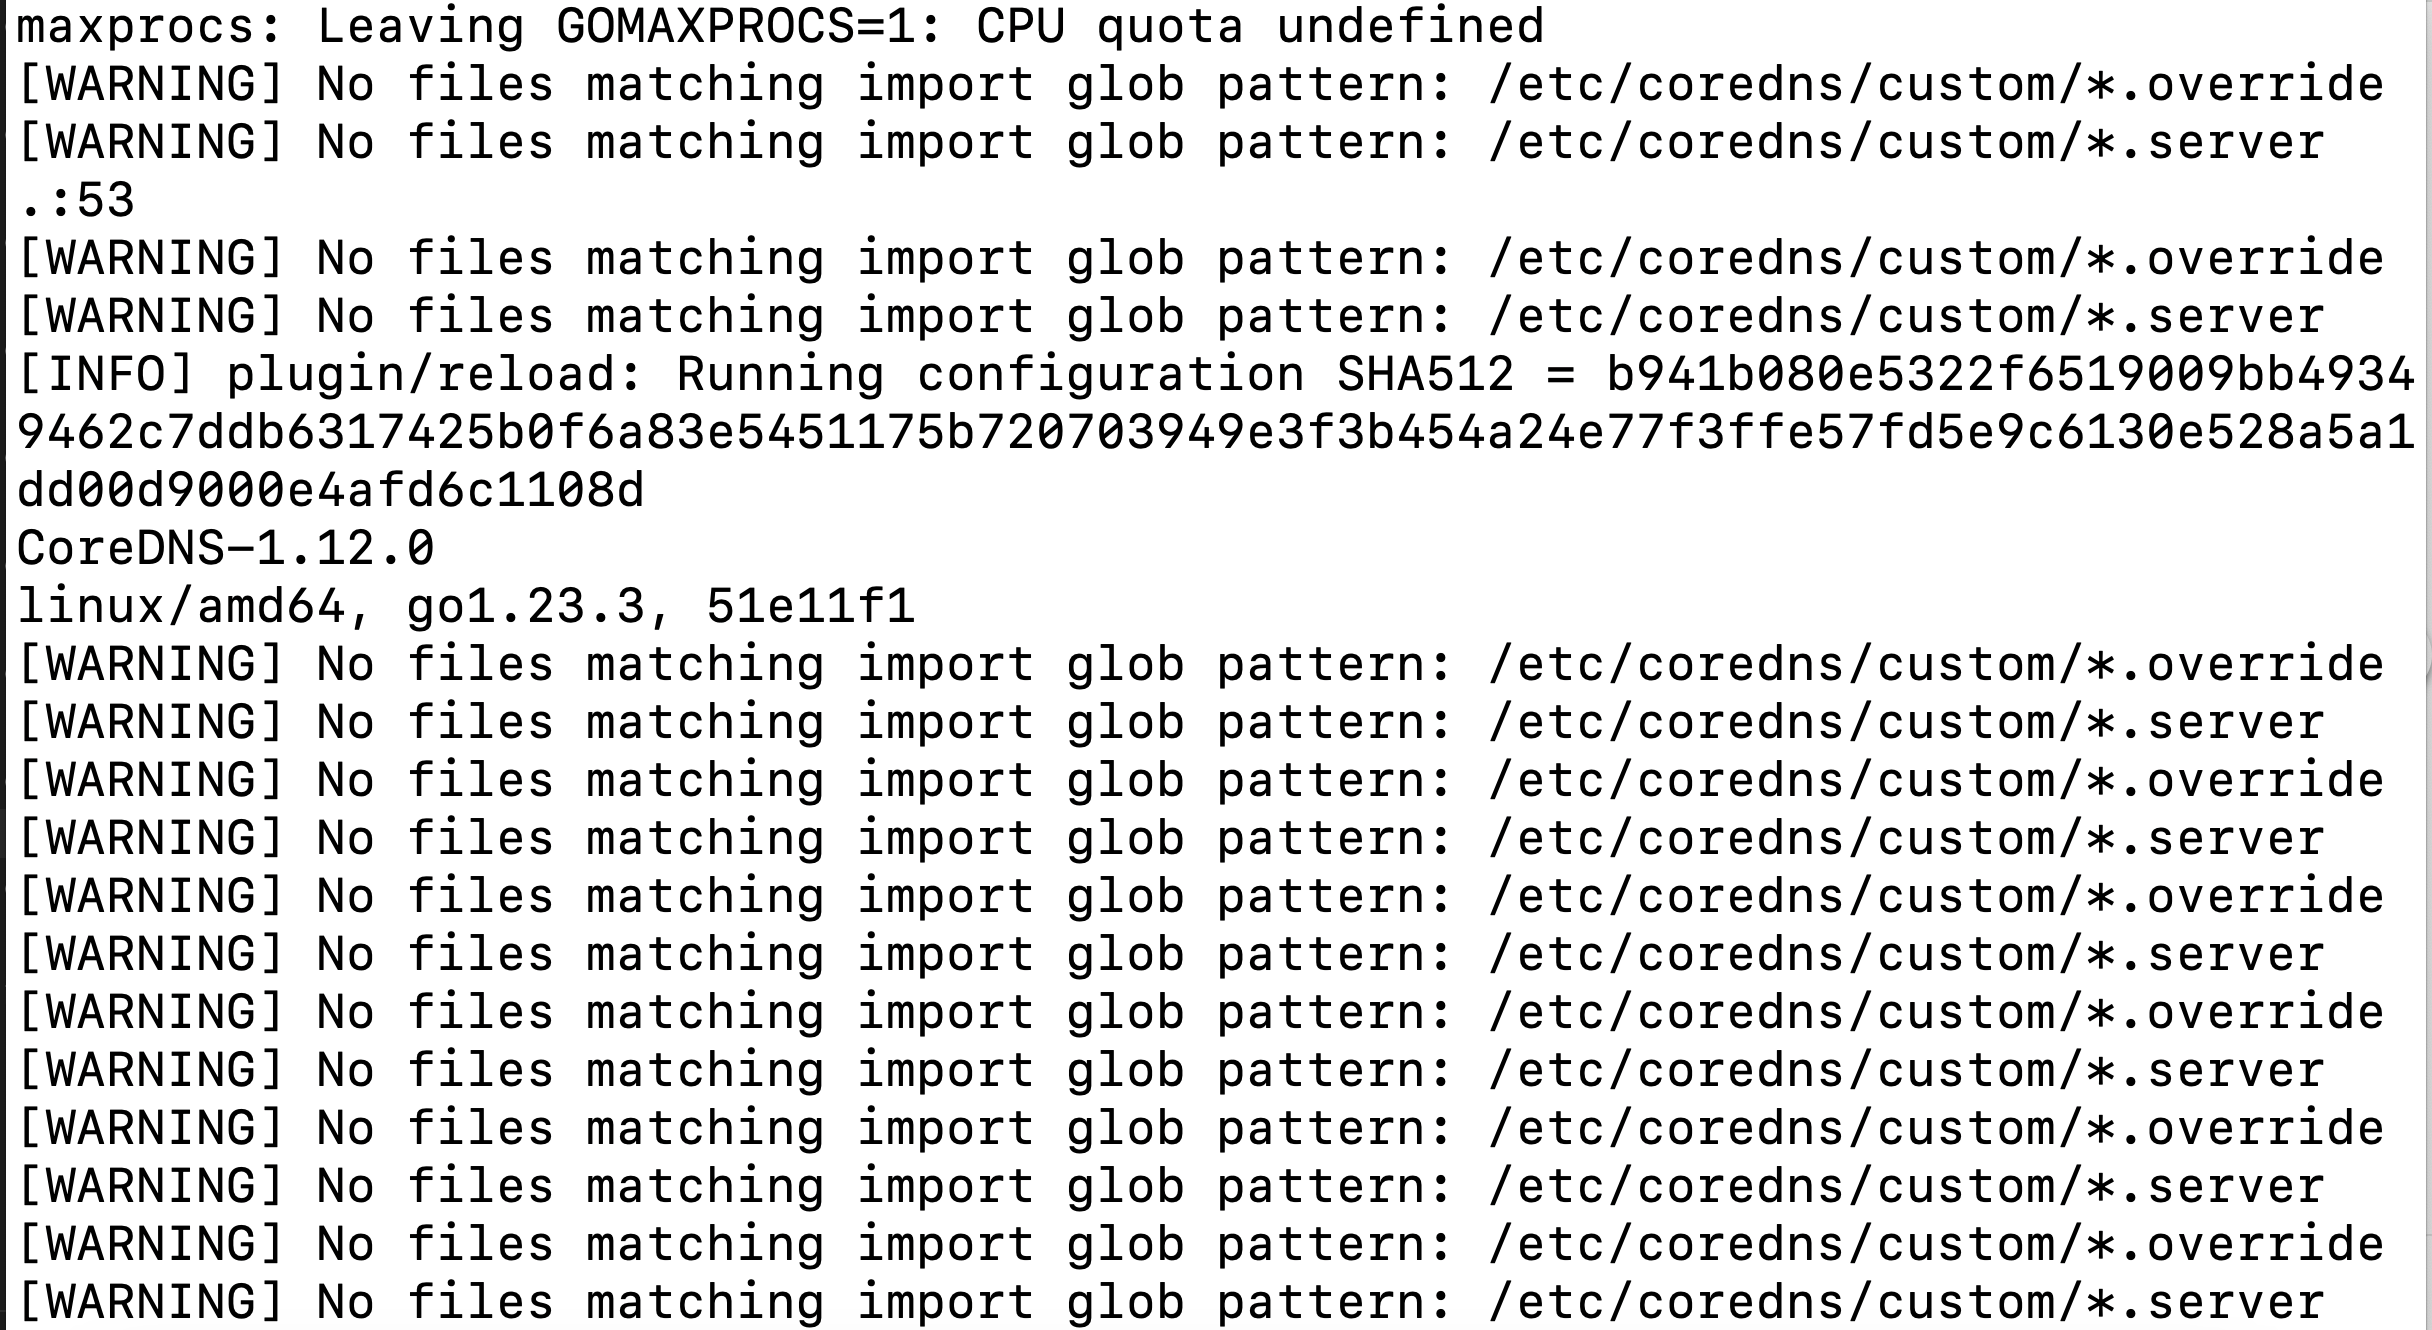 maxprocs: Leaving GOMAXPROCS=1: CPU quota undefined
[WARNING] No files matching import glob pattern: /etc/coredns/custom/*.override
[WARNING] No files matching import glob pattern: /etc/coredns/custom/*.server
.:53
[WARNING] No files matching import glob pattern: /etc/coredns/custom/*.override
[WARNING] No files matching import glob pattern: /etc/coredns/custom/*.server
[INFO] plugin/reload: Running configuration SHA512 = b941b080e5322f6519009bb4934
9462c7ddb6317425b0f6a83e5451175b720703949e3f3b454a24e77f3ffe57fd5e9c6130e528a5a1
dd00d9000e4afd6c1108d
CoreDNS-1.12.0
linux/amd64, go1.23.3, 51e11f1
[WARNING] No files matching import glob pattern: /etc/coredns/custom/*.override
[WARNING] No files matching import glob pattern: /etc/coredns/custom/*.server
[WARNING] No files matching import glob pattern: /etc/coredns/custom/*.override
[WARNING] No files matching import glob pattern: /etc/coredns/custom/*.server
[WARNING] No files matching import glob pattern: /etc/coredns/custom/*.override
[WARNING] No files matching import glob pattern: /etc/coredns/custom/*.server
[WARNING] No files matching import glob pattern: /etc/coredns/custom/*.override
[WARNING] No files matching import glob pattern: /etc/coredns/custom/*.server
[WARNING] No files matching import glob pattern: /etc/coredns/custom/*.override
[WARNING] No files matching import glob pattern: /etc/coredns/custom/*.server
[WARNING] No files matching import glob pattern: /etc/coredns/custom/*.override
[WARNING] No files matching import glob pattern: /etc/coredns/custom/*.server